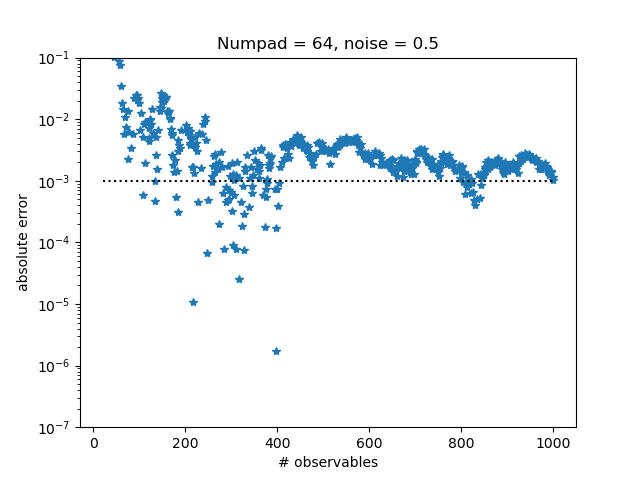 Numpad = 64, noise = 0.5
absolute error
10⁻¹
10⁻²
10⁻³
10⁻⁴
10⁻⁵
10⁻⁶
10⁻⁷
0 200 400 600 800 1000
# observables